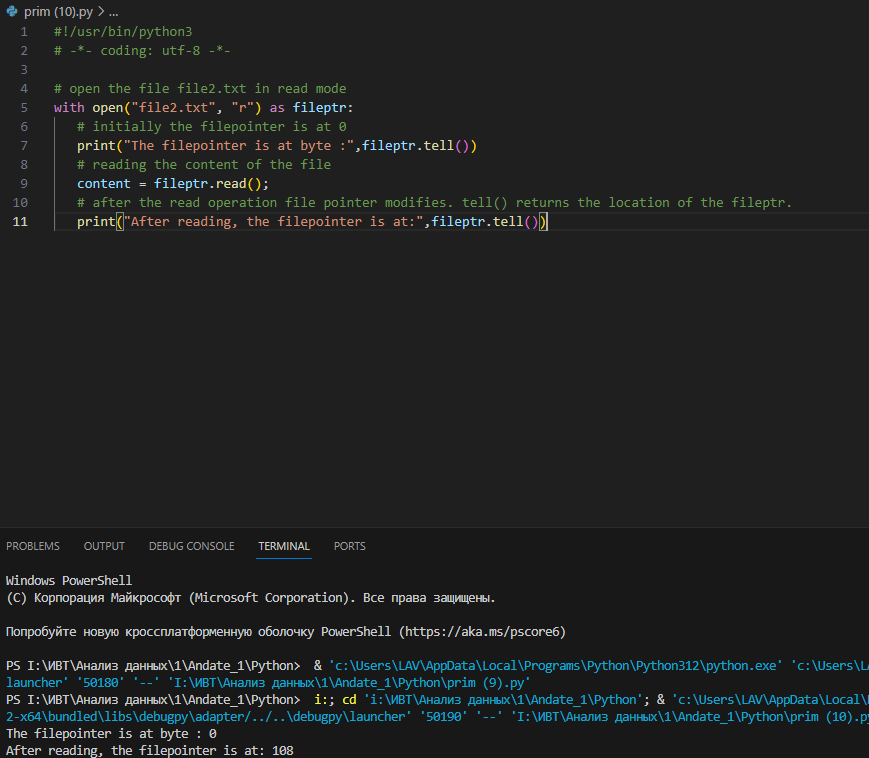 prim (10).py > ...
1 #!/usr/bin/python3
2 # -*- coding: utf-8 -*-
3
4 # open the file file2.txt in read mode
5 with open("file2.txt", "r") as fileptr:
6 # initially the filepointer is at 0
7 print("The filepointer is at byte :",fileptr.tell())
8 # reading the content of the file
9 content = fileptr.read();
10 # after the read operation file pointer modifies. tell() returns the location of the fileptr.
11 print("After reading, the filepointer is at:",fileptr.tell())
PROBLEMS OUTPUT DEBUG CONSOLE TERMINAL PORTS
Windows PowerShell
(C) Корпорация Майкрософт (Microsoft Corporation). Все права защищены.
Попробуйте новую кроссплатформенную оболочку PowerShell (https://aka.ms/pscore6)
PS I:\ИВТ\Анализ данных\1\Andate_1\Python> & 'c:\Users\LAV\AppData\Local\Programs\Python\Python312\python.exe' 'c:\Users\LA
launcher' '50180' '--' 'I:\ИВТ\Анализ данных\1\Andate_1\Python\prim (9).py'
PS I:\ИВТ\Анализ данных\1\Andate_1\Python> i:; cd 'i:\ИВТ\Анализ данных\1\Andate_1\Python'; & 'c:\Users\LAV\AppData\Local\
2-x64\bundled\libs\debugpy\adapter/../..\debugpy\launcher' '50190' '--' 'I:\ИВТ\Анализ данных\1\Andate_1\Python\prim (10).py
The filepointer is at byte : 0
After reading, the filepointer is at: 108